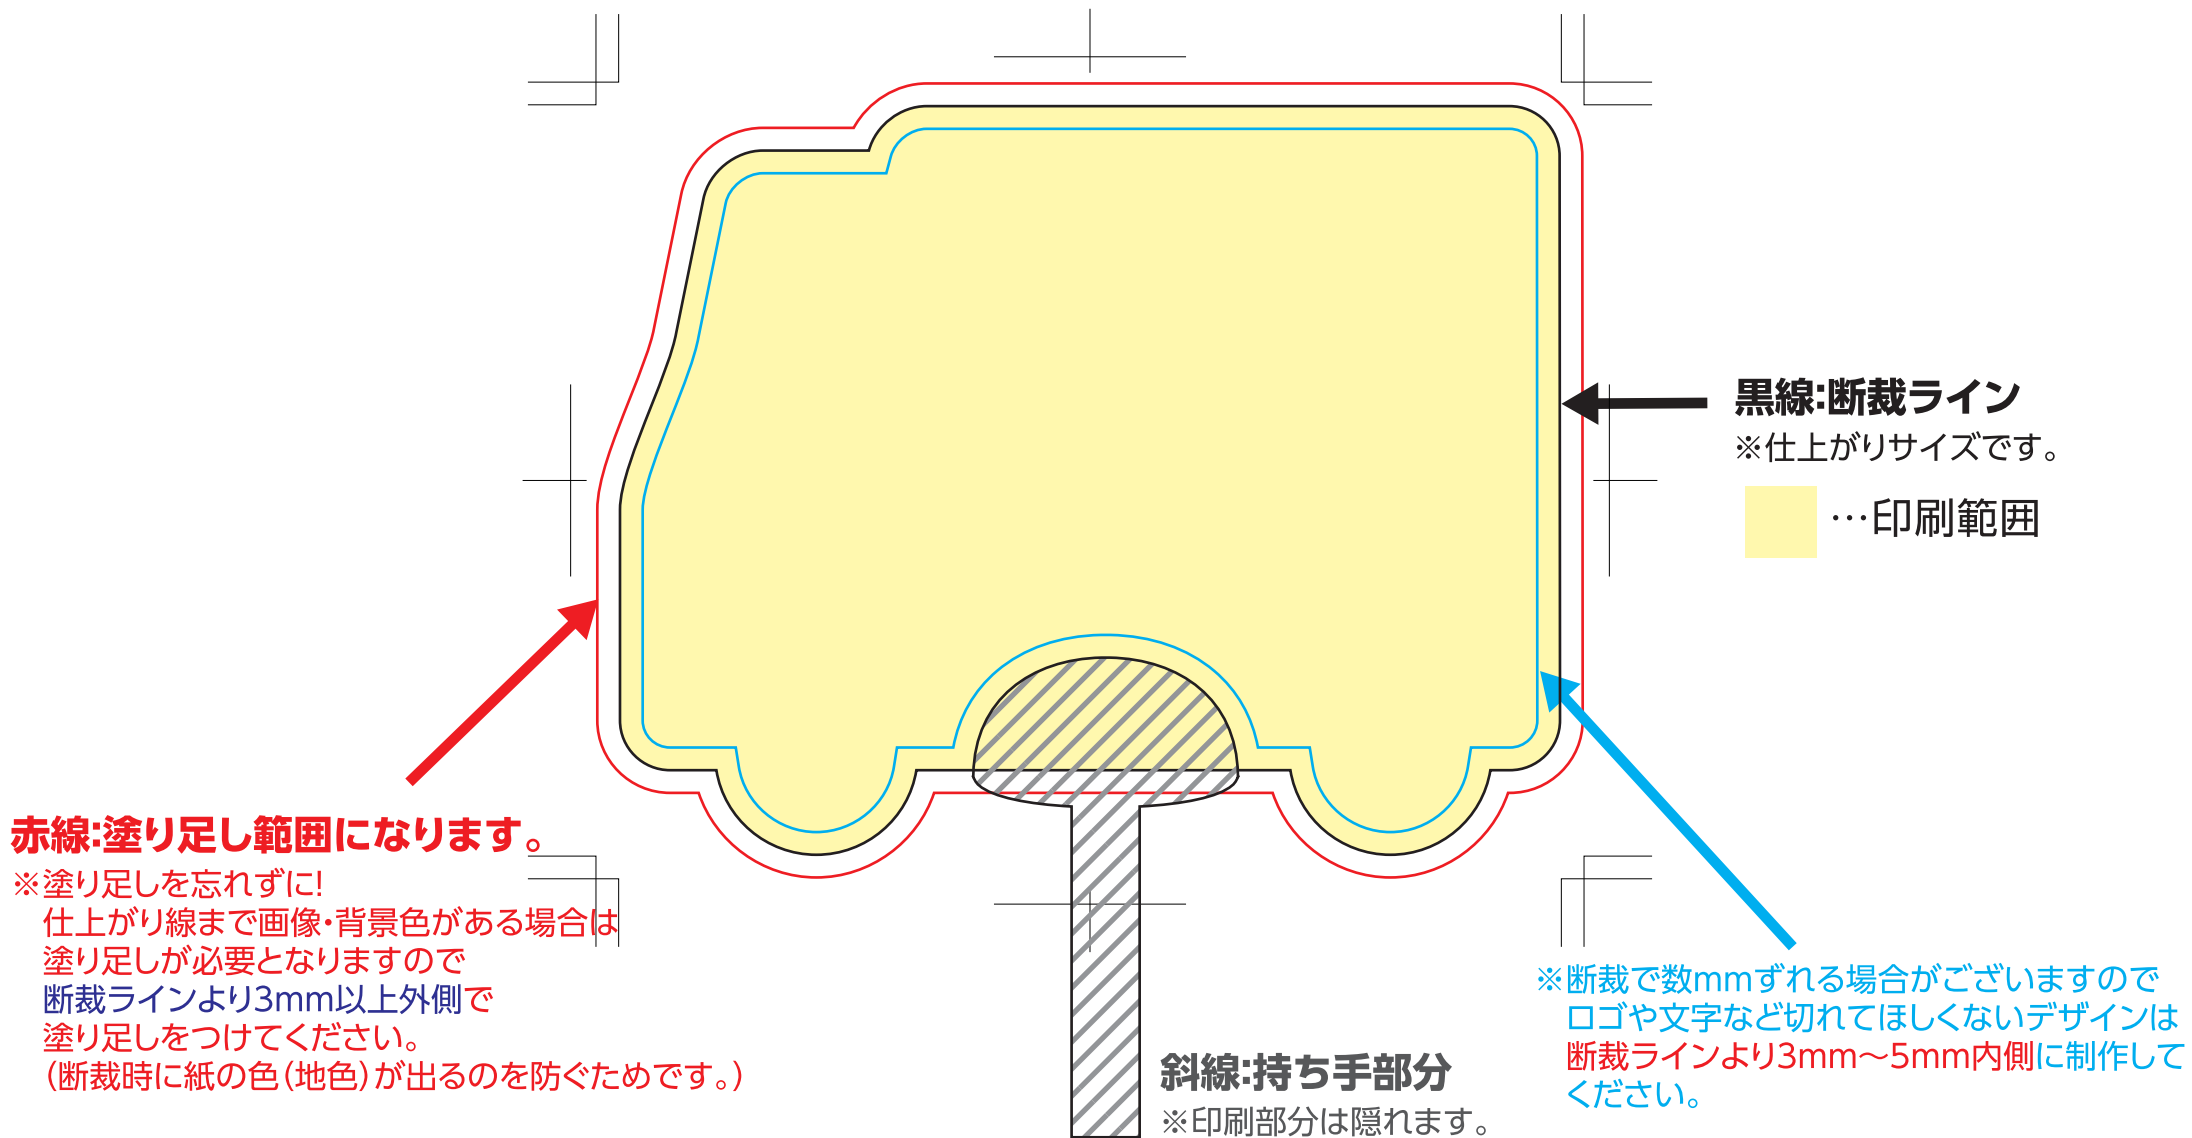 黒線:断裁ライン
※仕上がりサイズです。
…印刷範囲
赤線:塗り足し範囲になります。
※塗り足しを忘れずに!
仕上がり線まで画像・背景色がある場合は
塗り足しが必要となりますので
断裁ラインより3mm以上外側で
塗り足しをつけてください。
(断裁時に紙の色(地色)が出るのを防ぐためです。)
※断裁で数mmずれる場合がございますので
ロゴや文字など切れてほしくないデザインは
断裁ラインより3mm〜5mm内側に制作して
ください。
斜線:持ち手部分
※印刷部分は隠れます。